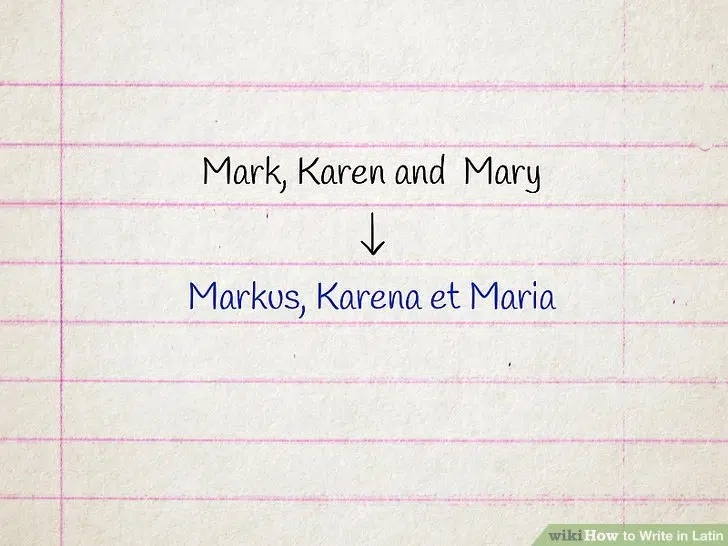 Mark, Karen and Mary
↓
Markus, Karena et Maria
wikiHow to Write in Latin